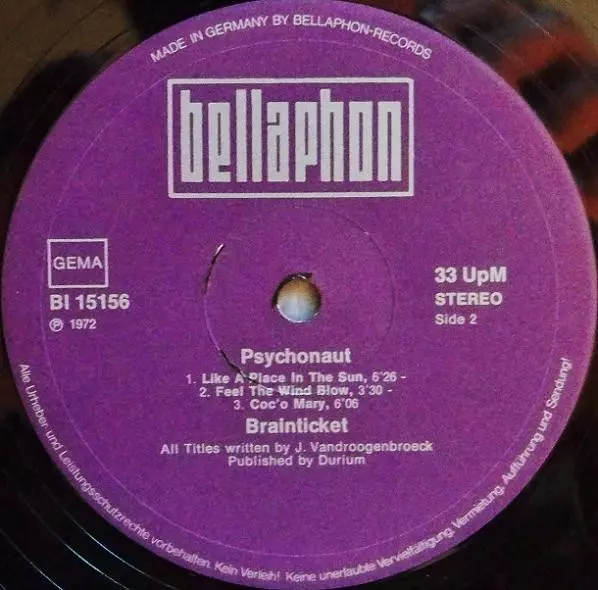 MADE IN GERMANY BY BELLAPHON-RECORDS
bellaphon
GEMA
BI 15156
Ⓟ 1972
33 UpM
STEREO
Side 2
Psychonaut
1. Like A Place In The Sun, 6'26 -
2. Feel The Wind Blow, 3'30 -
3. Coc'o Mary, 6'06
Brainticket
All Titles written by J. Vandroogenbroeck
Published by Durium
Alle Urheber- und Leistungsschutzrechte vorbehalten. Kein Verleih! Keine unerlaubte Vervielfältigung, Vermietung, Aufführung und Sendung!